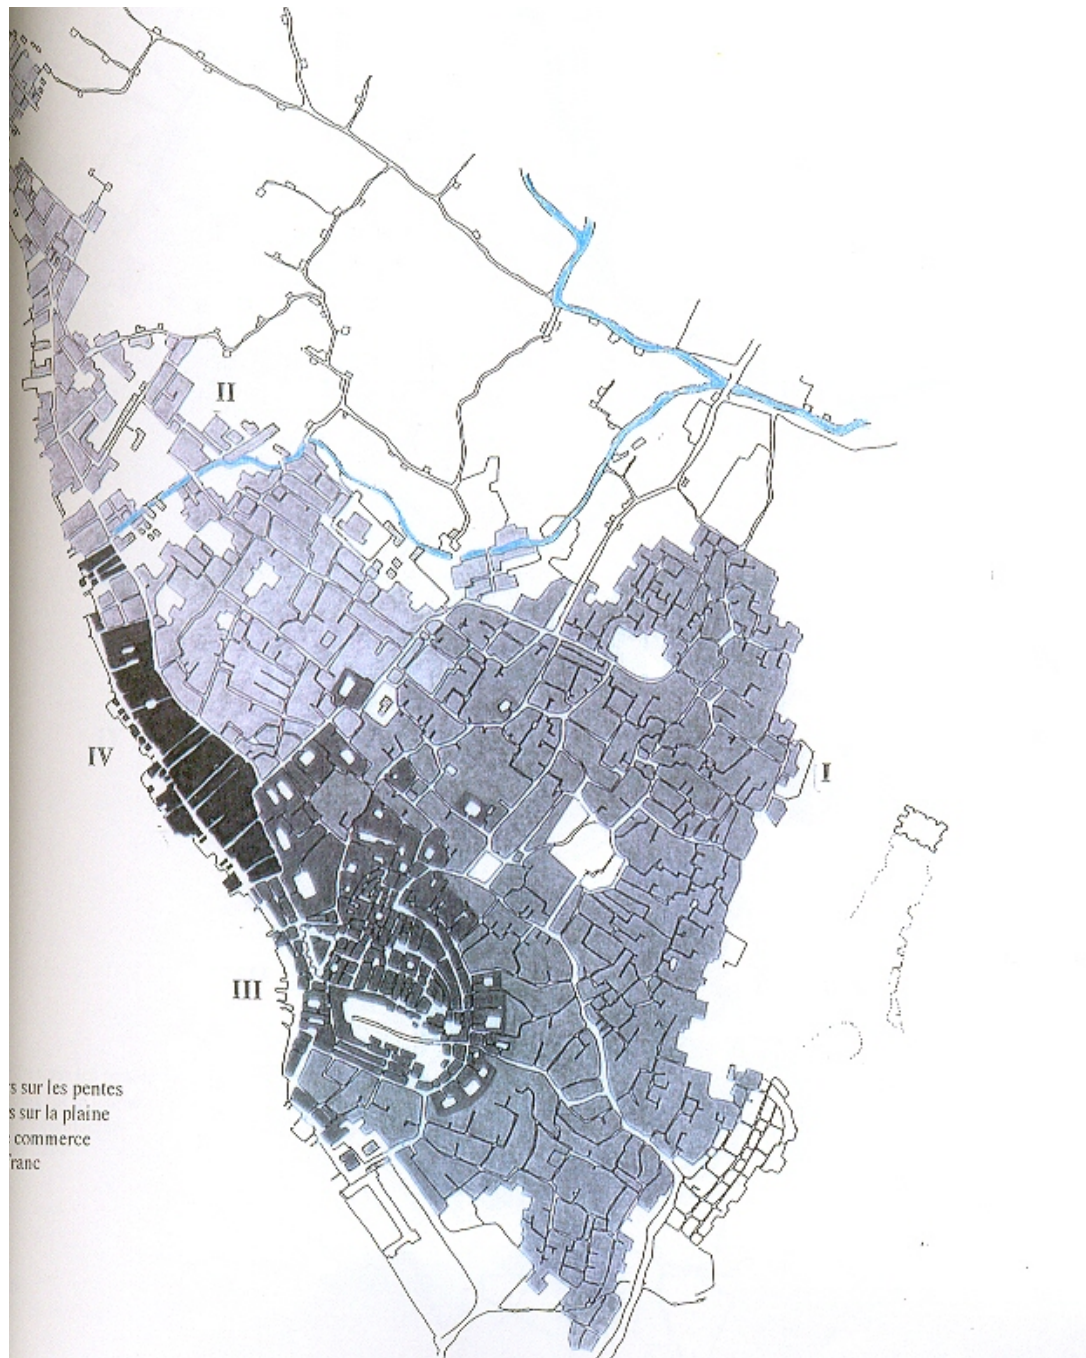 II
IV
I
III
s sur les pentes
s sur la plaine
commerce
ranc